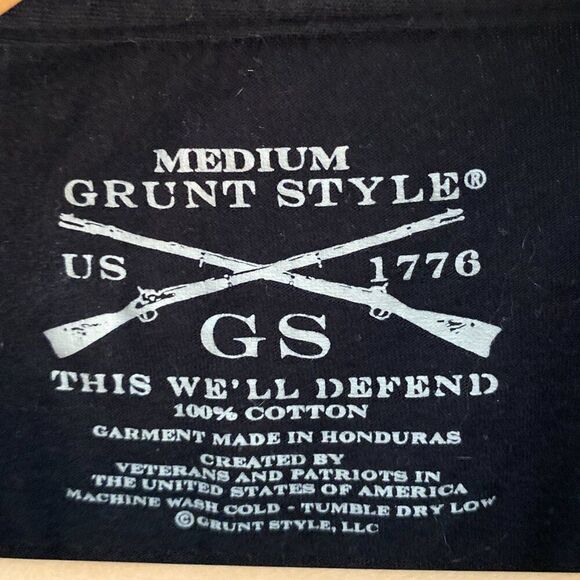 MEDIUM
GRUNT STYLE®
US 1776
GS
THIS WE'LL DEFEND
100% COTTON
GARMENT MADE IN HONDURAS
CREATED BY
VETERANS AND PATRIOTS IN
THE UNITED STATES OF AMERICA
MACHINE WASH COLD - TUMBLE DRY LOW
©GRUNT STYLE, LLC